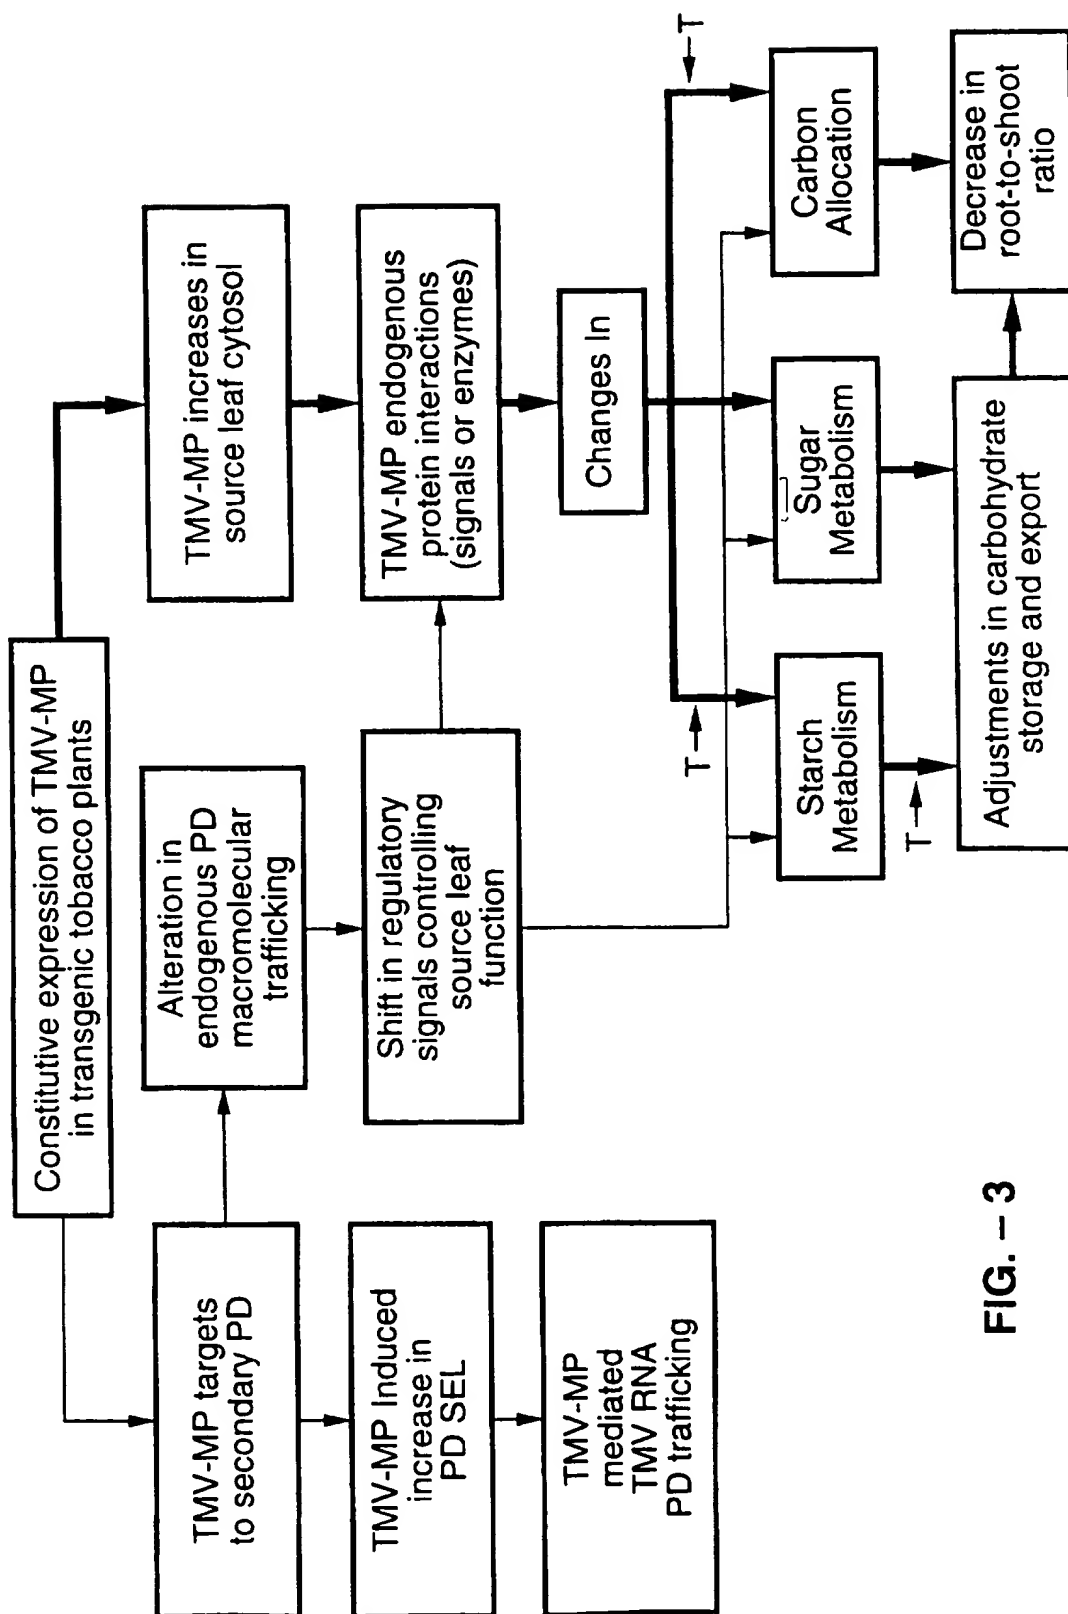 Constitutive expression of TMV-MP
in transgenic tobacco plants
TMV-MP targets
to secondary PD
Alteration in
endogenous PD
macromolecular
trafficking
TMV-MP increases in
source leaf cytosol
TMV-MP Induced
increase in
PD SEL
Shift in regulatory
signals controlling
source leaf
function
TMV-MP endogenous
protein interactions
(signals or enzymes)
TMV-MP
mediated
TMV RNA
PD trafficking
Changes In
T
T
Starch
Metabolism
Sugar
Metabolism
Carbon
Allocation
T
Adjustments in carbohydrate
storage and export
Decrease in
root-to-shoot
ratio
FIG. – 3